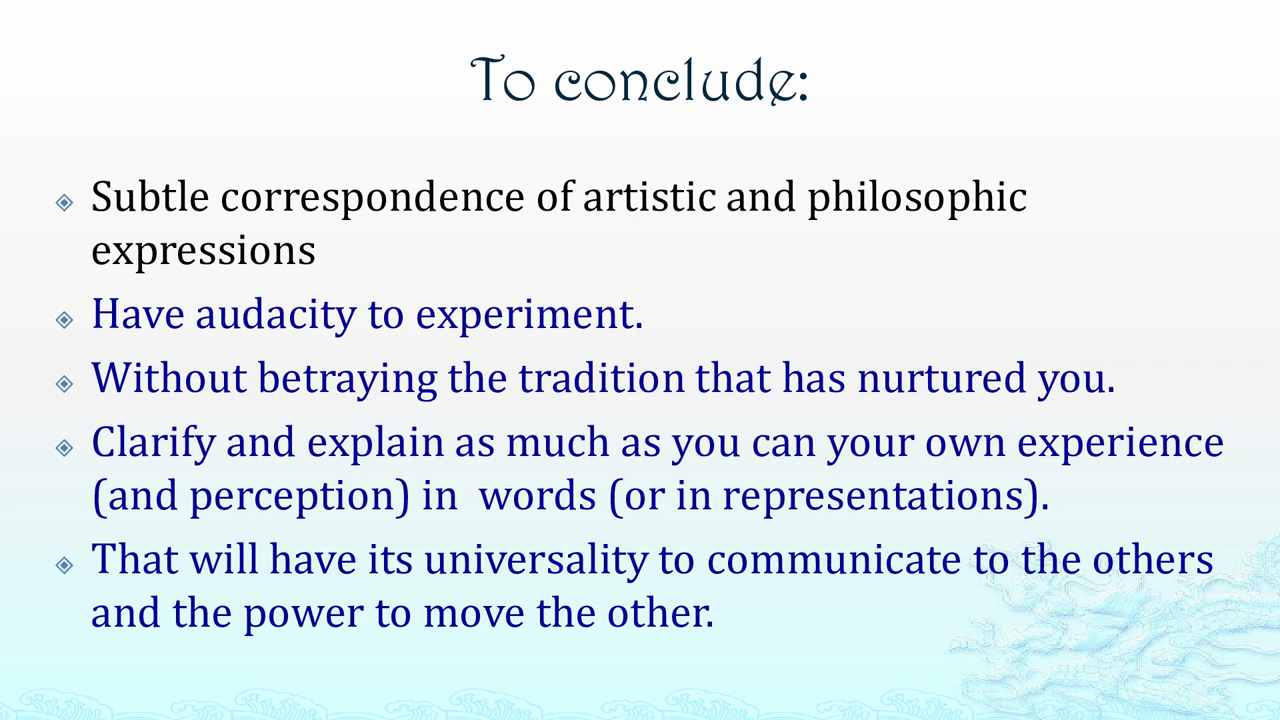 To conclude:
Subtle correspondence of artistic and philosophic
expressions
Have audacity to experiment.
Without betraying the tradition that has nurtured you.
Clarify and explain as much as you can your own experience
(and perception) in  words (or in representations).
That will have its universality to communicate to the others
and the power to move the other.